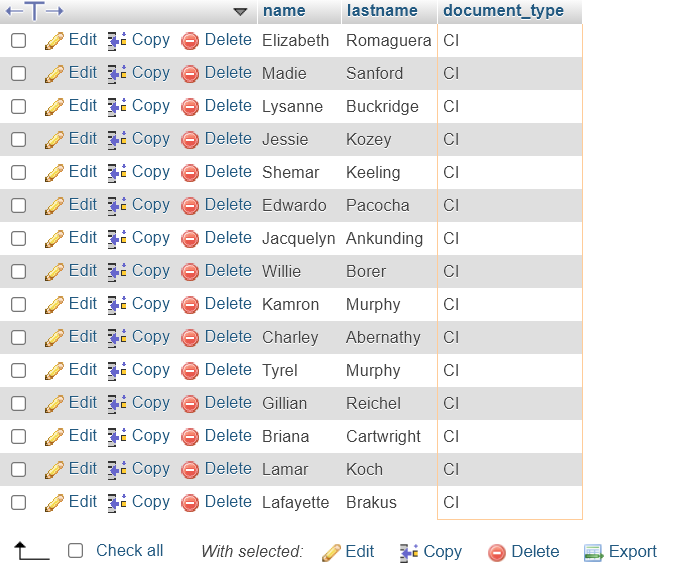 name lastname document_type
Edit Copy Delete Elizabeth Romaguera CI
Edit Copy Delete Madie Sanford CI
Edit Copy Delete Lysanne Buckridge CI
Edit Copy Delete Jessie Kozey CI
Edit Copy Delete Shemar Keeling CI
Edit Copy Delete Edwardo Pacocha CI
Edit Copy Delete Jacquelyn Ankunding CI
Edit Copy Delete Willie Borer CI
Edit Copy Delete Kamron Murphy CI
Edit Copy Delete Charley Abernathy CI
Edit Copy Delete Tyrel Murphy CI
Edit Copy Delete Gillian Reichel CI
Edit Copy Delete Briana Cartwright CI
Edit Copy Delete Lamar Koch CI
Edit Copy Delete Lafayette Brakus CI
Check all With selected: Edit Copy Delete Export